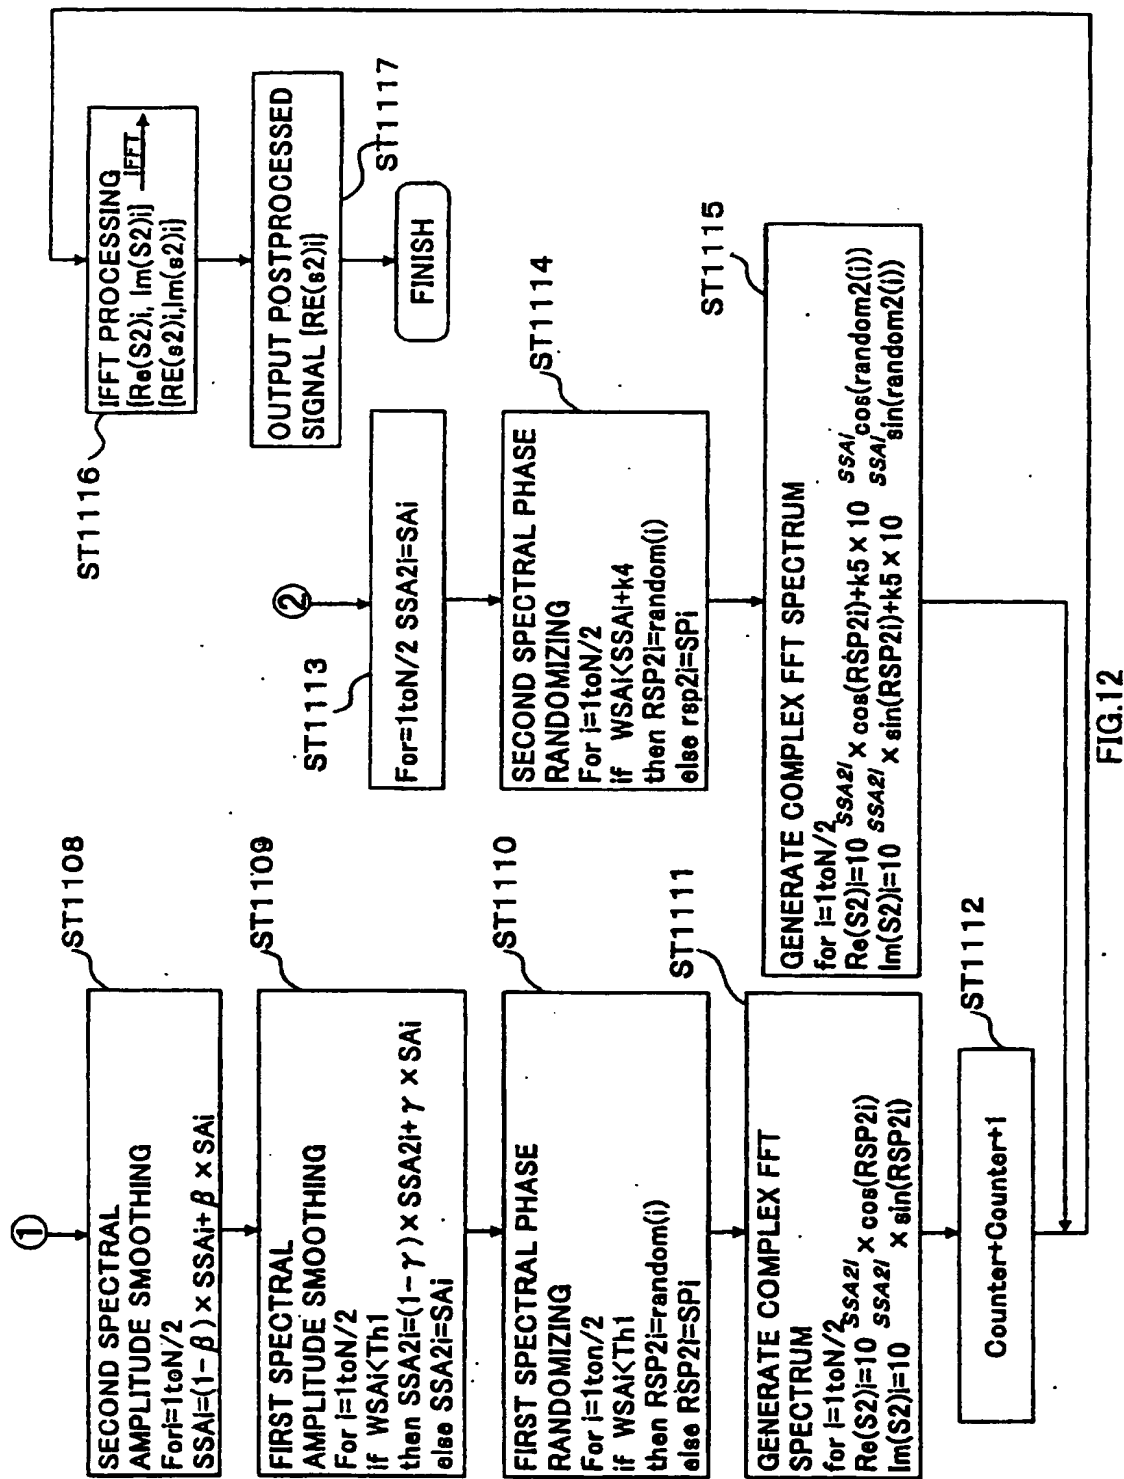 ①
SECOND SPECTRAL
AMPLITUDE SMOOTHING
Fori=1toN/2
SSAi=(1-β)×SSAi+β×SAi
ST1108
FIRST SPECTRAL
AMPLITUDE SMOOTHING
For i=1toN/2
if WSAi<Th1
then SSA2i=(1-γ)×SSA2i+γ×SAi
else SSA2i=SAi
ST1109
FIRST SPECTRAL PHASE
RANDOMIZING
For i=1ton/2
if WSAi<Th1
then RSP2i=random(i)
else RSP2i=SPi
ST1110
GENERATE COMPLEX FFT
SPECTRUM
for i=1toN/2
Re(S2)i=10 SSA2i × cos(RSP2i)
Im(S2)i=10 SSA2i × sin(RSP2i)
ST1111
Counter+Counter+1
ST1112
②
For=1toN/2 SSA2i=SAi
ST1113
SECOND SPECTRAL PHASE
RANDOMIZING
For i=1toN/2
if WSAi<SSAi+k4
then RSP2i=random(i)
else rsp2i=SPi
ST1114
GENERATE COMPLEX FFT SPECTRUM
for i=1toN/2
Re(S2)i=10 SSA2i × cos(RSP2i)+k5×10 SSAi cos(random2(i))
Im(S2)i=10 SSA2i × sin(RSP2i)+k5×10 SSAi sin(random2(i))
ST1115
IFFT PROCESSING
{Re(S2)i, Im(S2)i} IFFT→
{RE(s2)i,Im(s2)i}
ST1116
OUTPUT POSTPROCESSED
SIGNAL {RE(s2)i}
ST1117
FINISH
FIG.12